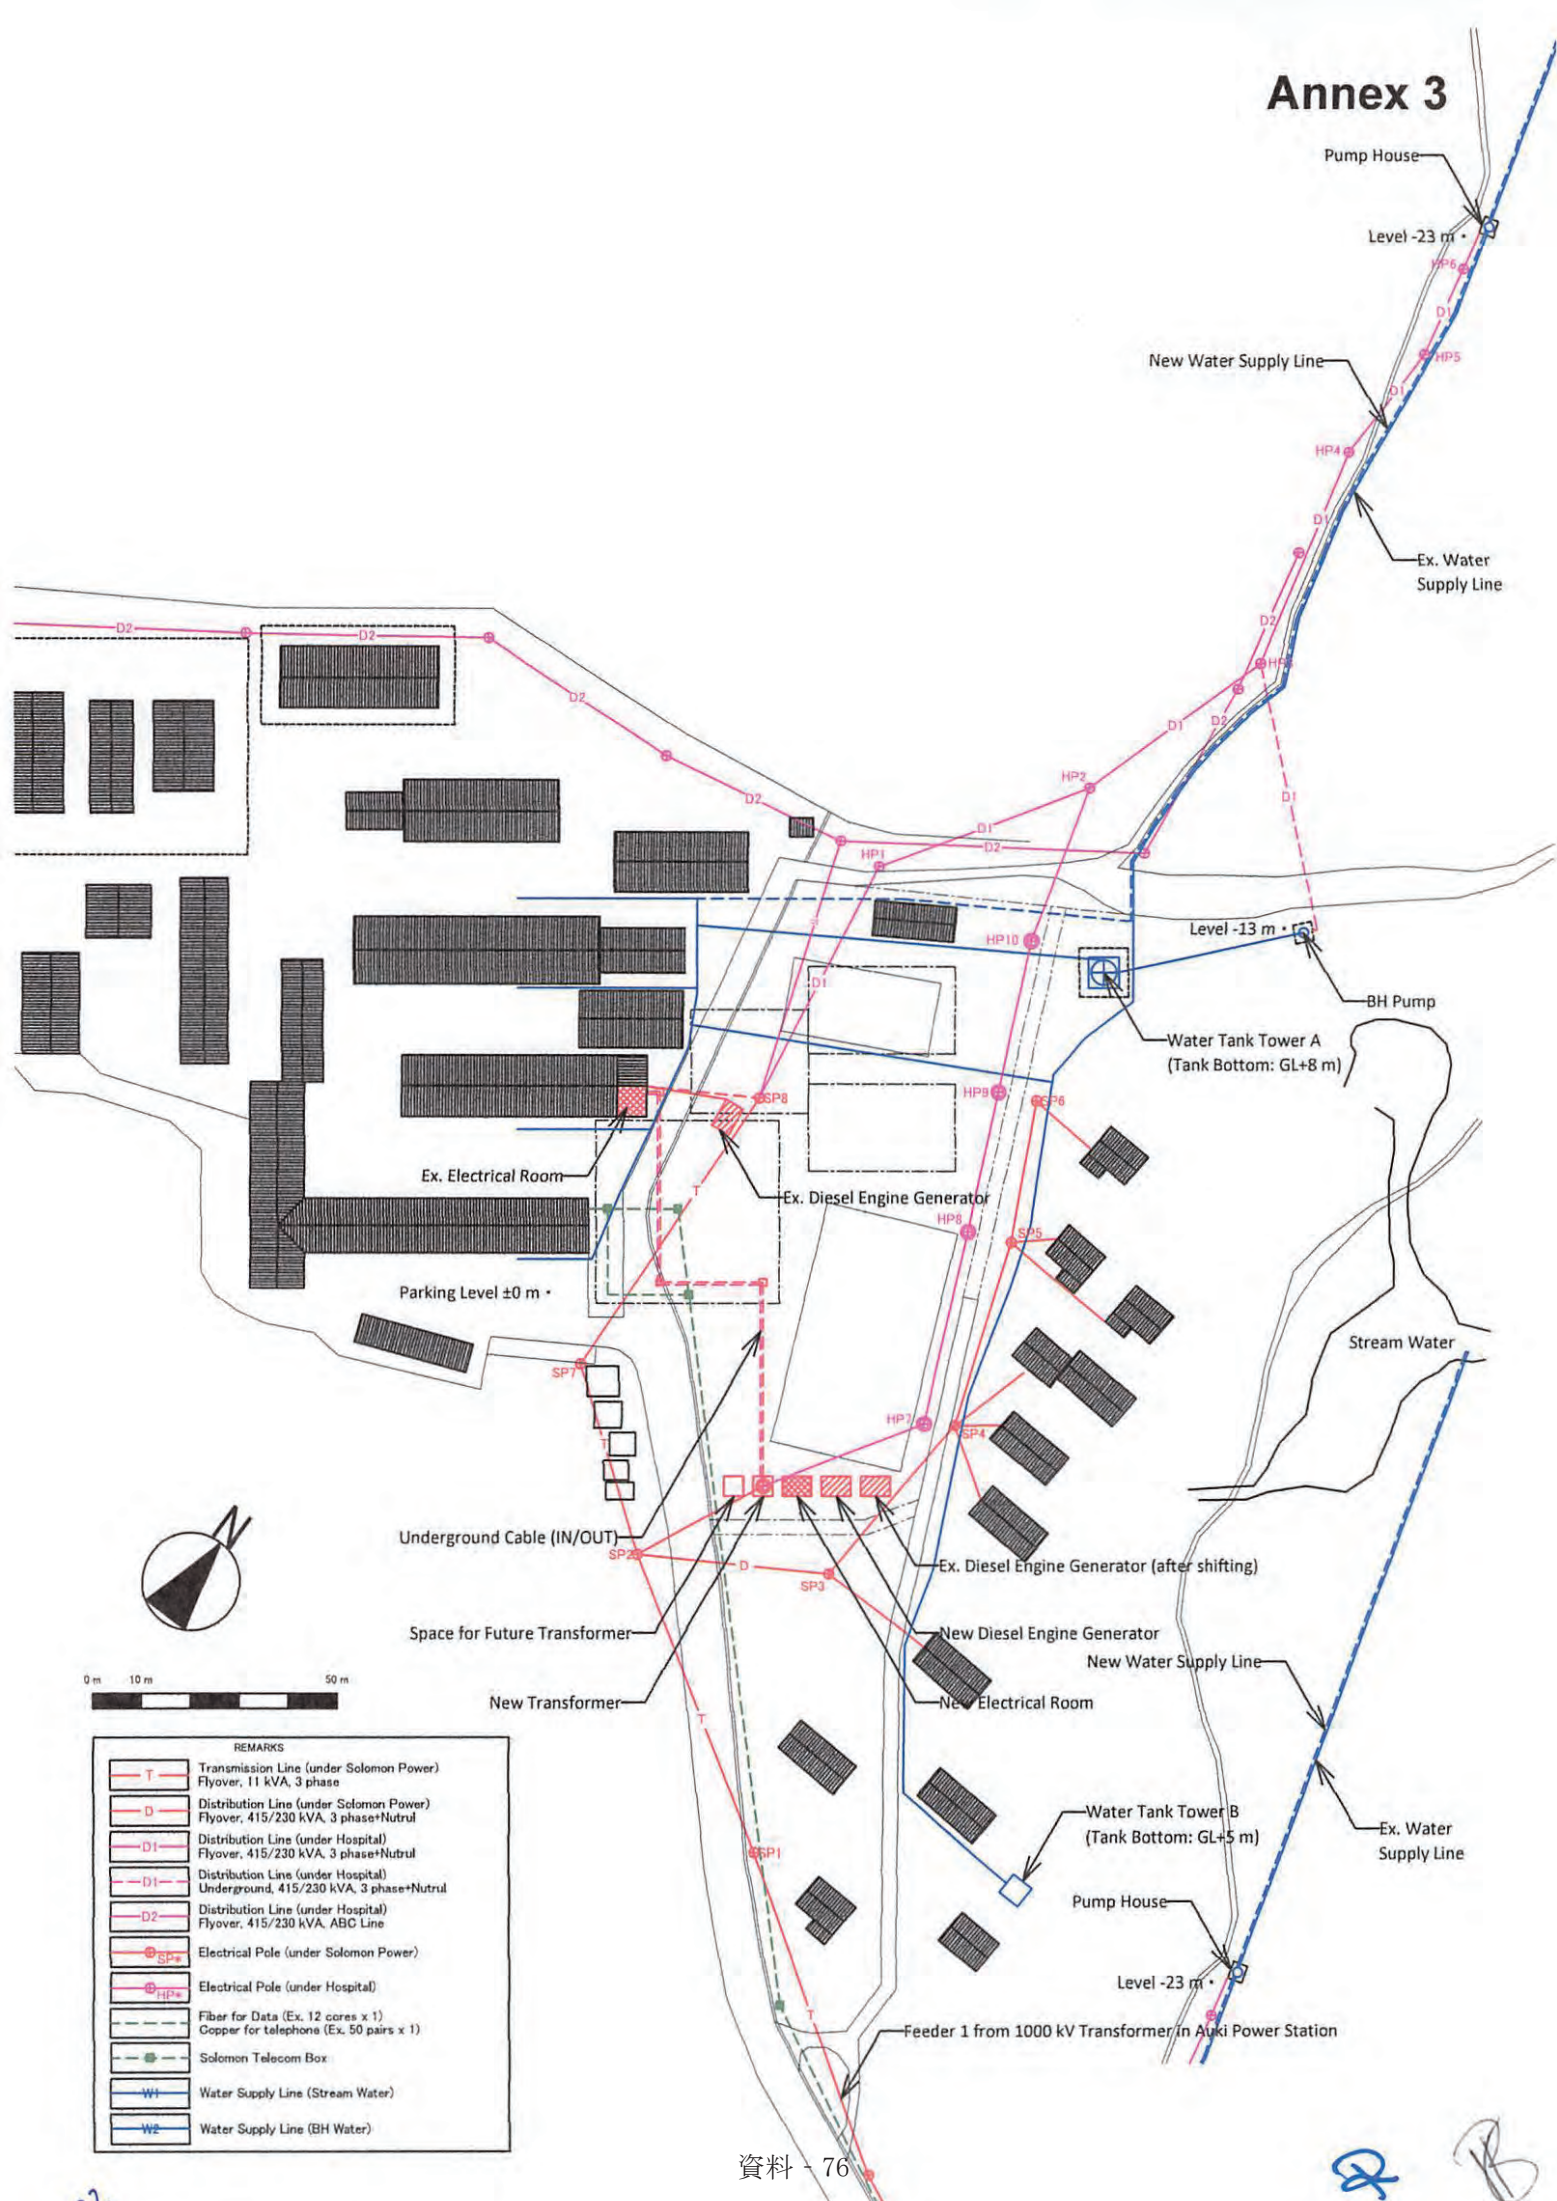 Annex 3
Pump House
Level -23 m
HP6
D1
HP5
New Water Supply Line
D1
HP4
D1
Ex. Water
Supply Line
D2
D2
D2
D2
HP3
D1
D2
HP2
D2
D1
D2
D1
HP1
HP10
Level -13 m
D1
BH Pump
Water Tank Tower A
(Tank Bottom: GL+8 m)
SP8
HP9
SP6
Ex. Electrical Room
T
Ex. Diesel Engine Generator
HP8
SP5
Parking Level ±0 m
Stream Water
SP7
HP7
SP4
T
Underground Cable (IN/OUT)
SP2
D
SP3
Ex. Diesel Engine Generator (after shifting)
N
Space for Future Transformer
New Diesel Engine Generator
New Water Supply Line
New Transformer
New Electrical Room
0 m 10 m 50 m
T
SP1
Water Tank Tower B
(Tank Bottom: GL+5 m)
Ex. Water
Supply Line
Pump House
Level -23 m
T
Feeder 1 from 1000 kV Transformer in Auki Power Station
REMARKS
T Transmission Line (under Solomon Power)
Flyover, 11 kVA, 3 phase
D Distribution Line (under Solomon Power)
Flyover, 415/230 kVA, 3 phase+Nutrul
D1 Distribution Line (under Hospital)
Flyover, 415/230 kVA, 3 phase+Nutrul
D1 Distribution Line (under Hospital)
Underground, 415/230 kVA, 3 phase+Nutrul
D2 Distribution Line (under Hospital)
Flyover, 415/230 kVA, ABC Line
SP* Electrical Pole (under Solomon Power)
HP* Electrical Pole (under Hospital)
Fiber for Data (Ex. 12 cores x 1)
Copper for telephone (Ex. 50 pairs x 1)
Solomon Telecom Box
W1 Water Supply Line (Stream Water)
W2 Water Supply Line (BH Water)
資料 - 76